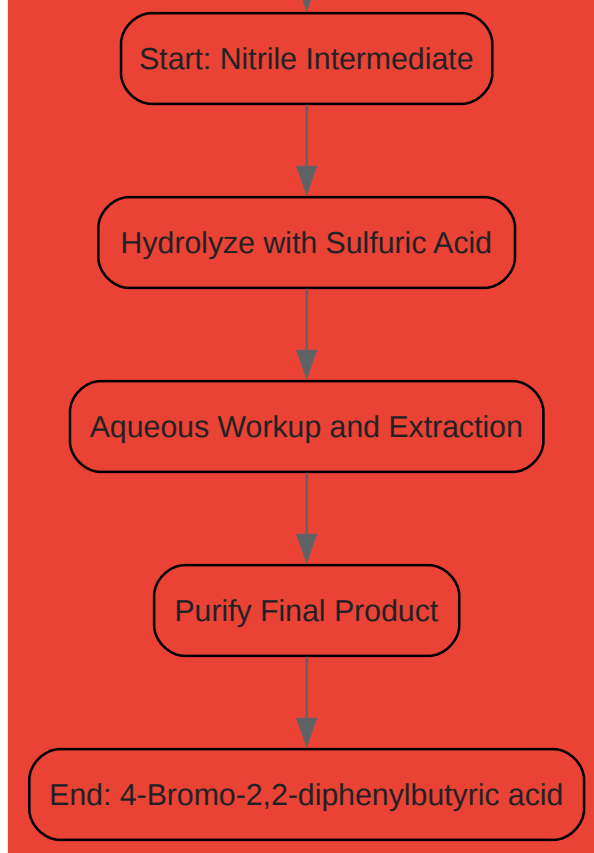 Start: Nitrile Intermediate
Hydrolyze with Sulfuric Acid
Aqueous Workup and Extraction
Purify Final Product
End: 4-Bromo-2,2-diphenylbutyric acid